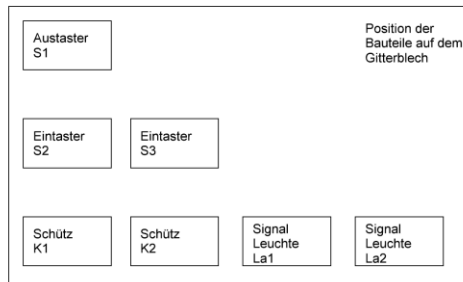 Austaster
S1
Position der
Bauteile auf dem
Gitterblech
Eintaster
S2
Eintaster
S3
Schütz
K1
Schütz
K2
Signal
Leuchte
La1
Signal
Leuchte
La2